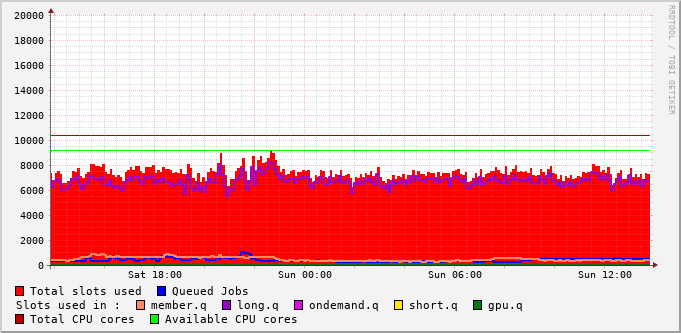 RRDTOOL / TOBI OETIKER
20000
18000
16000
14000
12000
10000
8000
6000
4000
2000
0
Sat 18:00 Sun 00:00 Sun 06:00 Sun 12:00
Total slots used Queued Jobs
Slots used in : member.q long.q ondemand.q short.q gpu.q
Total CPU cores Available CPU cores